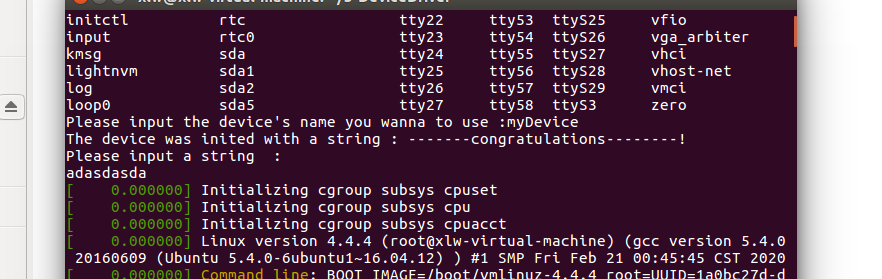 initctl rtc tty22 tty53 ttyS25 vfio
input rtc0 tty23 tty54 ttyS26 vga_arbiter
kmsg sda tty24 tty55 ttyS27 vhci
lightnvm sda1 tty25 tty56 ttyS28 vhost-net
log sda2 tty26 tty57 ttyS29 vmci
loop0 sda5 tty27 tty58 ttyS3 zero
Please input the device's name you wanna to use :myDevice
The device was inited with a string : -------congratulations--------!
Please input a string  :
adasdasda
[    0.000000] Initializing cgroup subsys cpuset
[    0.000000] Initializing cgroup subsys cpu
[    0.000000] Initializing cgroup subsys cpuacct
[    0.000000] Linux version 4.4.4 (root@xlw-virtual-machine) (gcc version 5.4.0
20160609 (Ubuntu 5.4.0-6ubuntu1~16.04.12) ) #1 SMP Fri Feb 21 00:45:45 CST 2020
[    0.000000] Command line: BOOT_IMAGE=/boot/vmlinuz-4.4.4 root=UUID=1a0bc27d-d